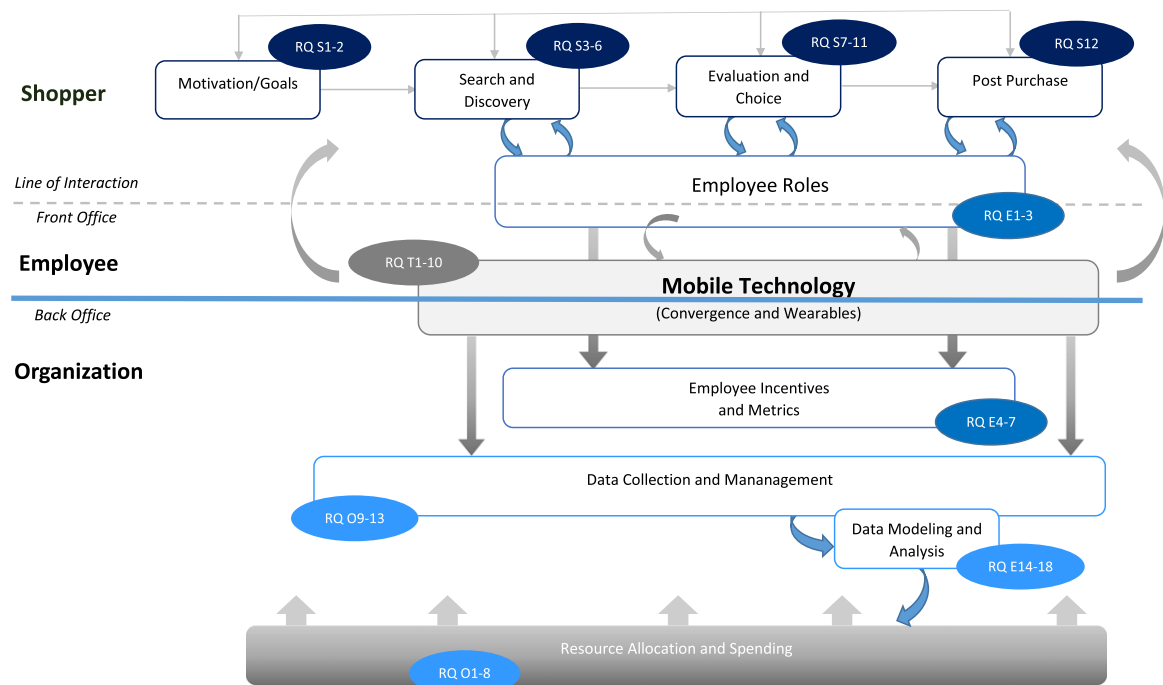 RQ S1-2
RQ S3-6
RQ S7-11
RQ S12
Shopper
Motivation/Goals
Search and
Discovery
Evaluation and
Choice
Post Purchase
Line of Interaction
Employee Roles
Front Office
RQ E1-3
Employee
RQ T1-10
Mobile Technology
(Convergence and Wearables)
Back Office
Organization
Employee Incentives
and Metrics
RQ E4-7
Data Collection and Mananagement
RQ O9-13
Data Modeling and
Analysis
RQ E14-18
Resource Allocation and Spending
RQ O1-8